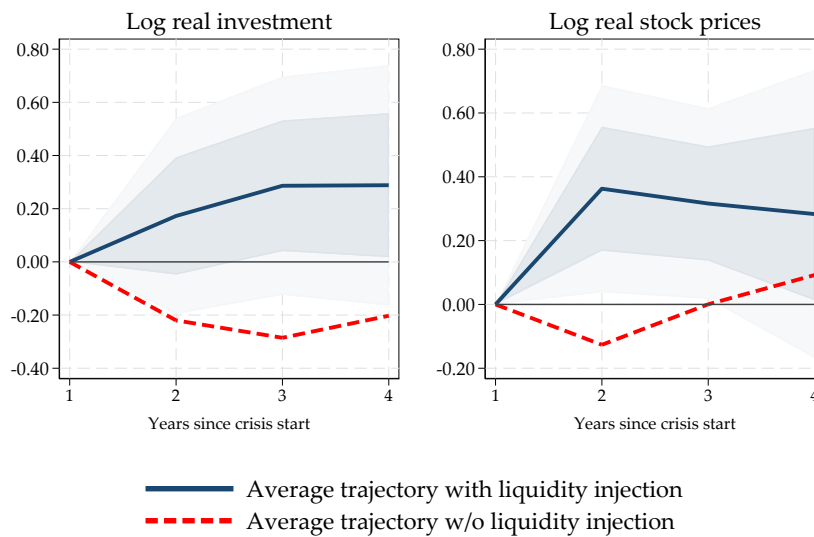 Log real investment
0.80
0.60
0.40
0.20
0.00
-0.20
-0.40
1 2 3 4
Years since crisis start
Log real stock prices
0.80
0.60
0.40
0.20
0.00
-0.20
1 2 3 4
Years since crisis start
Average trajectory with liquidity injection
Average trajectory w/o liquidity injection